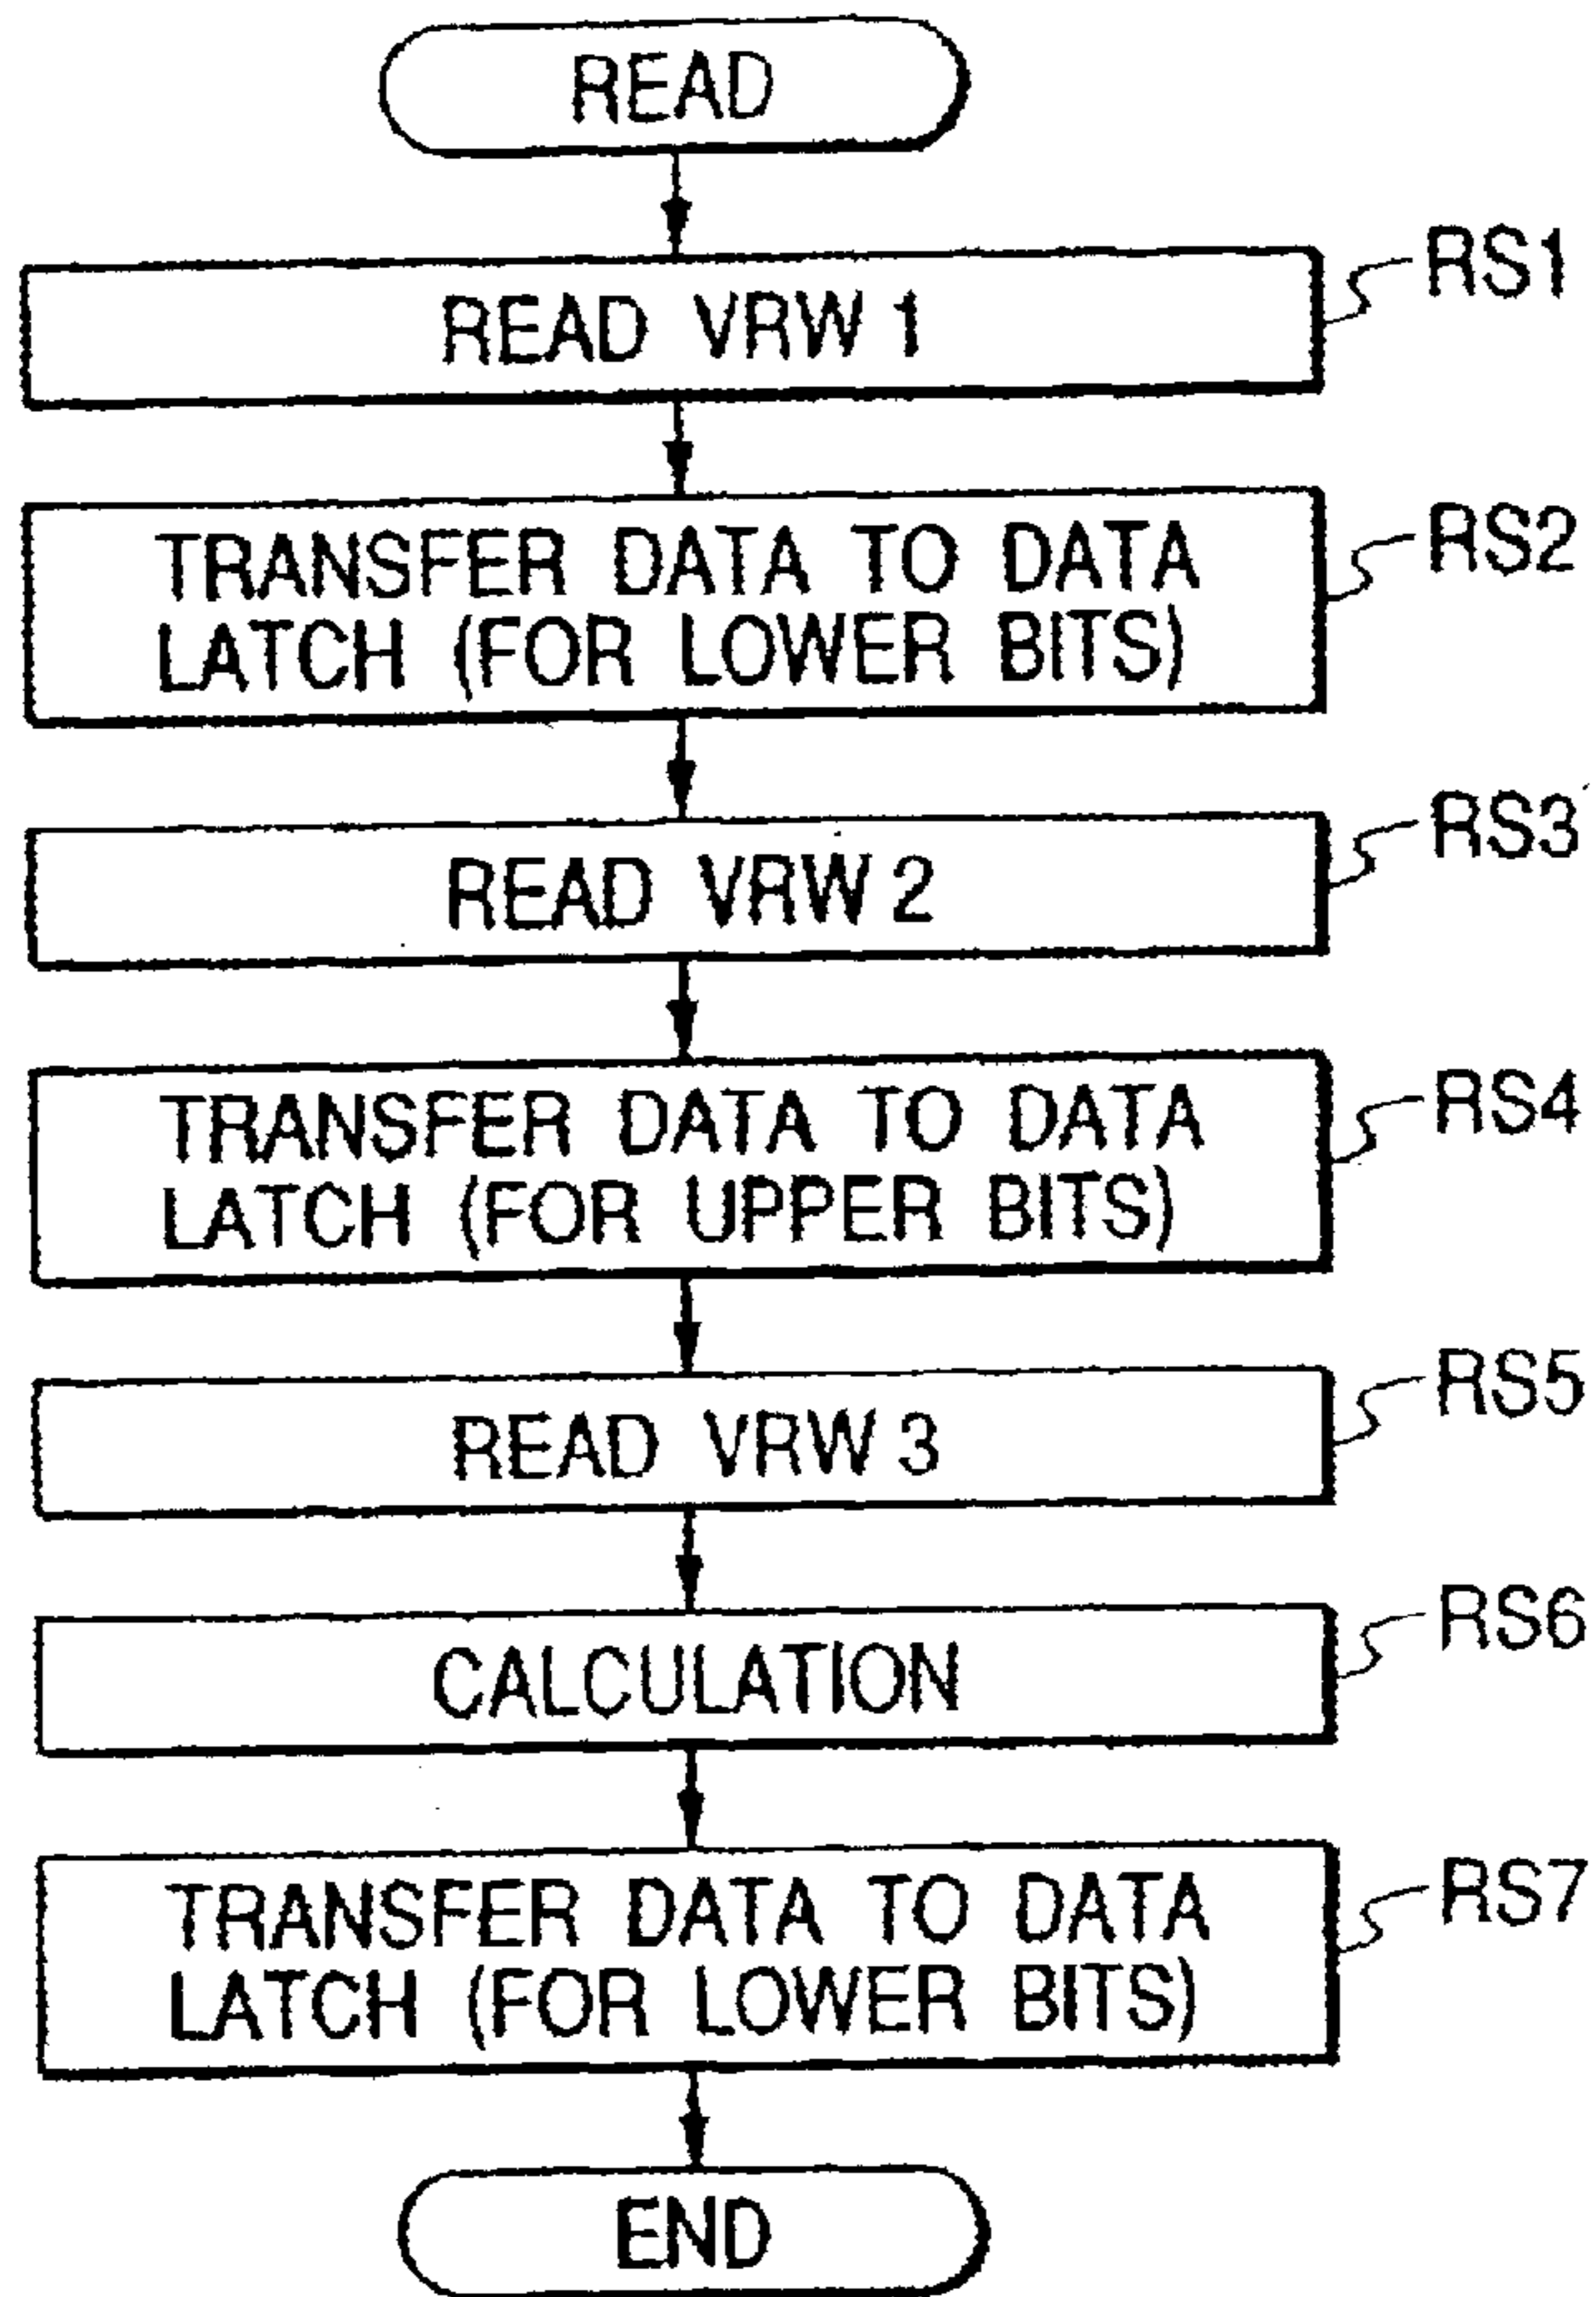 READ
RS1
READ VRW 1
RS2
TRANSFER DATA TO DATA
LATCH (FOR LOWER BITS)
RS3
READ VRW 2
RS4
TRANSFER DATA TO DATA
LATCH (FOR UPPER BITS)
RS5
READ VRW 3
RS6
CALCULATION
RS7
TRANSFER DATA TO DATA
LATCH (FOR LOWER BITS)
END